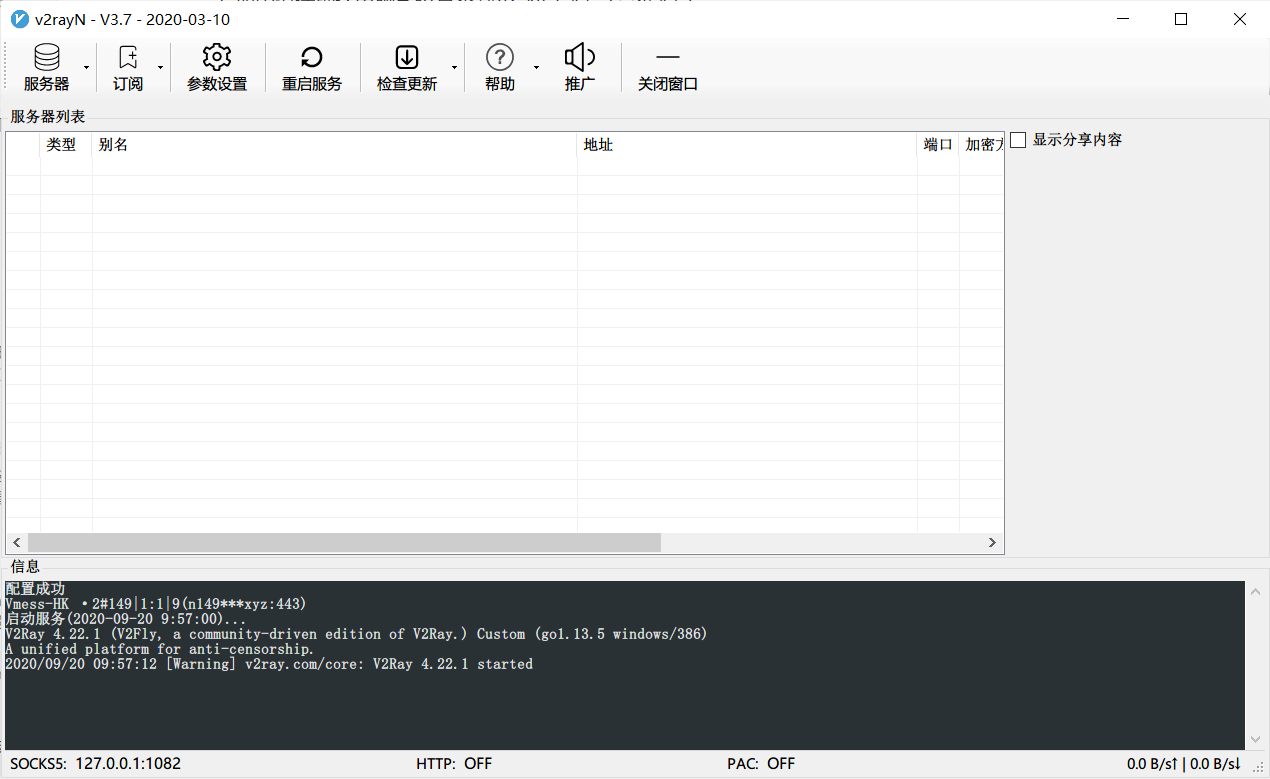 v2rayN - V3.7 - 2020-03-10
服务器 订阅 参数设置 重启服务 检查更新 帮助 推广 关闭窗口
服务器列表
类型 别名 地址 端口 加密方 显示分享内容
信息
配置成功
Vmess-HK ·2#149|1:1|9(n149***xyz:443)
启动服务(2020-09-20 9:57:00)...
V2Ray 4.22.1 (V2Fly, a community-driven edition of V2Ray.) Custom (go1.13.5 windows/386)
A unified platform for anti-censorship.
2020/09/20 09:57:12 [Warning] v2ray.com/core: V2Ray 4.22.1 started
SOCKS5: 127.0.0.1:1082 HTTP: OFF PAC: OFF 0.0 B/s↑ | 0.0 B/s↓